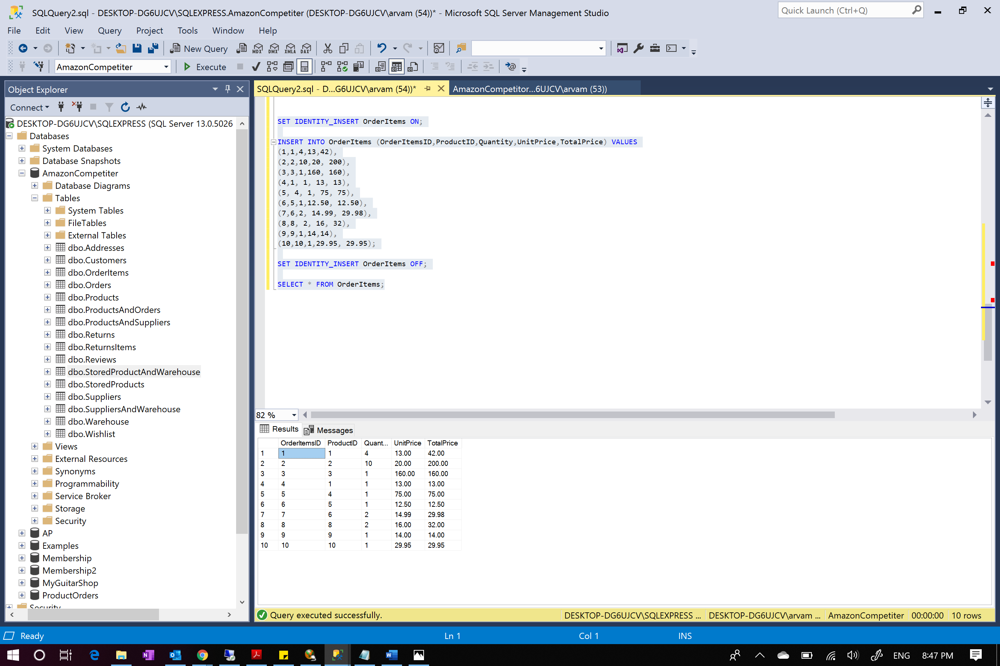 SQLQuery2.sql - DESKTOP-DG6UJCV\SQLEXPRESS.AmazonCompetiter (DESKTOP-DG6UJCV\arvam (54))* - Microsoft SQL Server Management Studio
Quick Launch (Ctrl+Q)
File Edit View Query Project Tools Window Help
New Query MDX DMX XMLA DAX
AmazonCompetiter Execute
Object Explorer
Connect
DESKTOP-DG6UJCV\SQLEXPRESS (SQL Server 13.0.5026
Databases
System Databases
Database Snapshots
AmazonCompetiter
Database Diagrams
Tables
System Tables
FileTables
External Tables
dbo.Addresses
dbo.Customers
dbo.OrderItems
dbo.Orders
dbo.Products
dbo.ProductsAndOrders
dbo.ProductsAndSuppliers
dbo.Returns
dbo.ReturnsItems
dbo.Reviews
dbo.StoredProductAndWarehouse
dbo.StoredProducts
dbo.Suppliers
dbo.SuppliersAndWarehouse
dbo.Warehouse
dbo.Wishlist
Views
External Resources
Synonyms
Programmability
Service Broker
Storage
Security
AP
Examples
Membership
Membership2
MyGuitarShop
ProductOrders
Security
SQLQuery2.sql - D...G6UJCV\arvam (54))* AmazonCompetitor...6UJCV\arvam (53))
SET IDENTITY_INSERT OrderItems ON;
INSERT INTO OrderItems (OrderItemsID,ProductID,Quantity,UnitPrice,TotalPrice) VALUES
(1,1,4,13,42),
(2,2,10,20, 200),
(3,3,1,160, 160),
(4,1, 1, 13, 13),
(5, 4, 1, 75, 75),
(6,5,1,12.50, 12.50),
(7,6,2, 14.99, 29.98),
(8,8, 2, 16, 32),
(9,9,1,14,14),
(10,10,1,29.95, 29.95);
SET IDENTITY_INSERT OrderItems OFF;
SELECT * FROM OrderItems;
82 %
Results Messages
OrderItemsID ProductID Quant... UnitPrice TotalPrice
1 1 1 4 13.00 42.00
2 2 2 10 20.00 200.00
3 3 3 1 160.00 160.00
4 4 1 1 13.00 13.00
5 5 4 1 75.00 75.00
6 6 5 1 12.50 12.50
7 7 6 2 14.99 29.98
8 8 8 2 16.00 32.00
9 9 9 1 14.00 14.00
10 10 10 1 29.95 29.95
Query executed successfully. DESKTOP-DG6UJCV\SQLEXPRESS ... DESKTOP-DG6UJCV\arvam ... AmazonCompetiter 00:00:00 10 rows
Ready Ln 1 Col 1 INS
ENG 8:47 PM